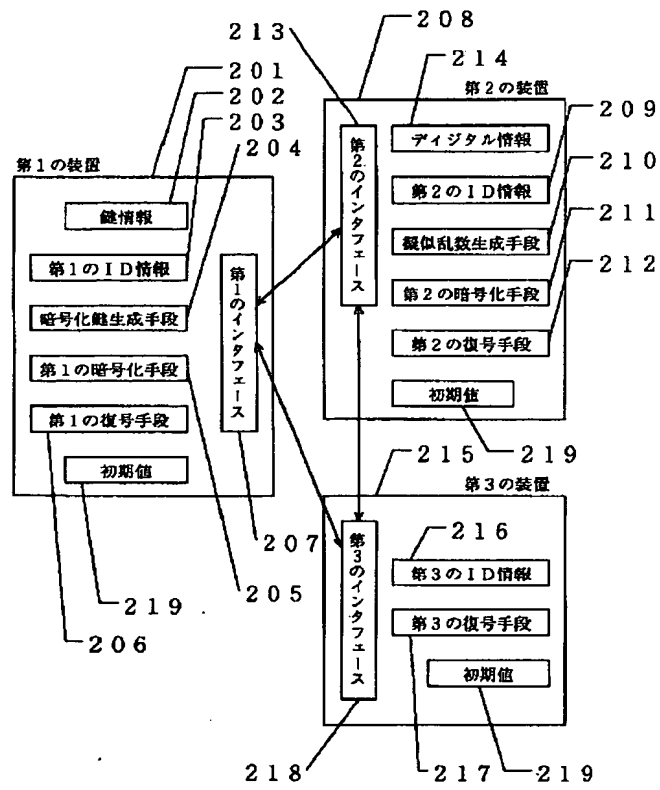 208
213
214
201
第2の装置
202
209
203
ディジタル情報
204
210
第1の装置
第2のインタフェース
第2のID情報
211
鍵情報
擬似乱数生成手段
212
第1のID情報
第1のインタフェース
第2の暗号化手段
暗号化鍵生成手段
第2の復号手段
第1の暗号化手段
初期値
第1の復号手段
219
初期値
215
第3の装置
207
216
第3のインタフェース
205
第3のID情報
219
第3の復号手段
206
初期値
218
217
219